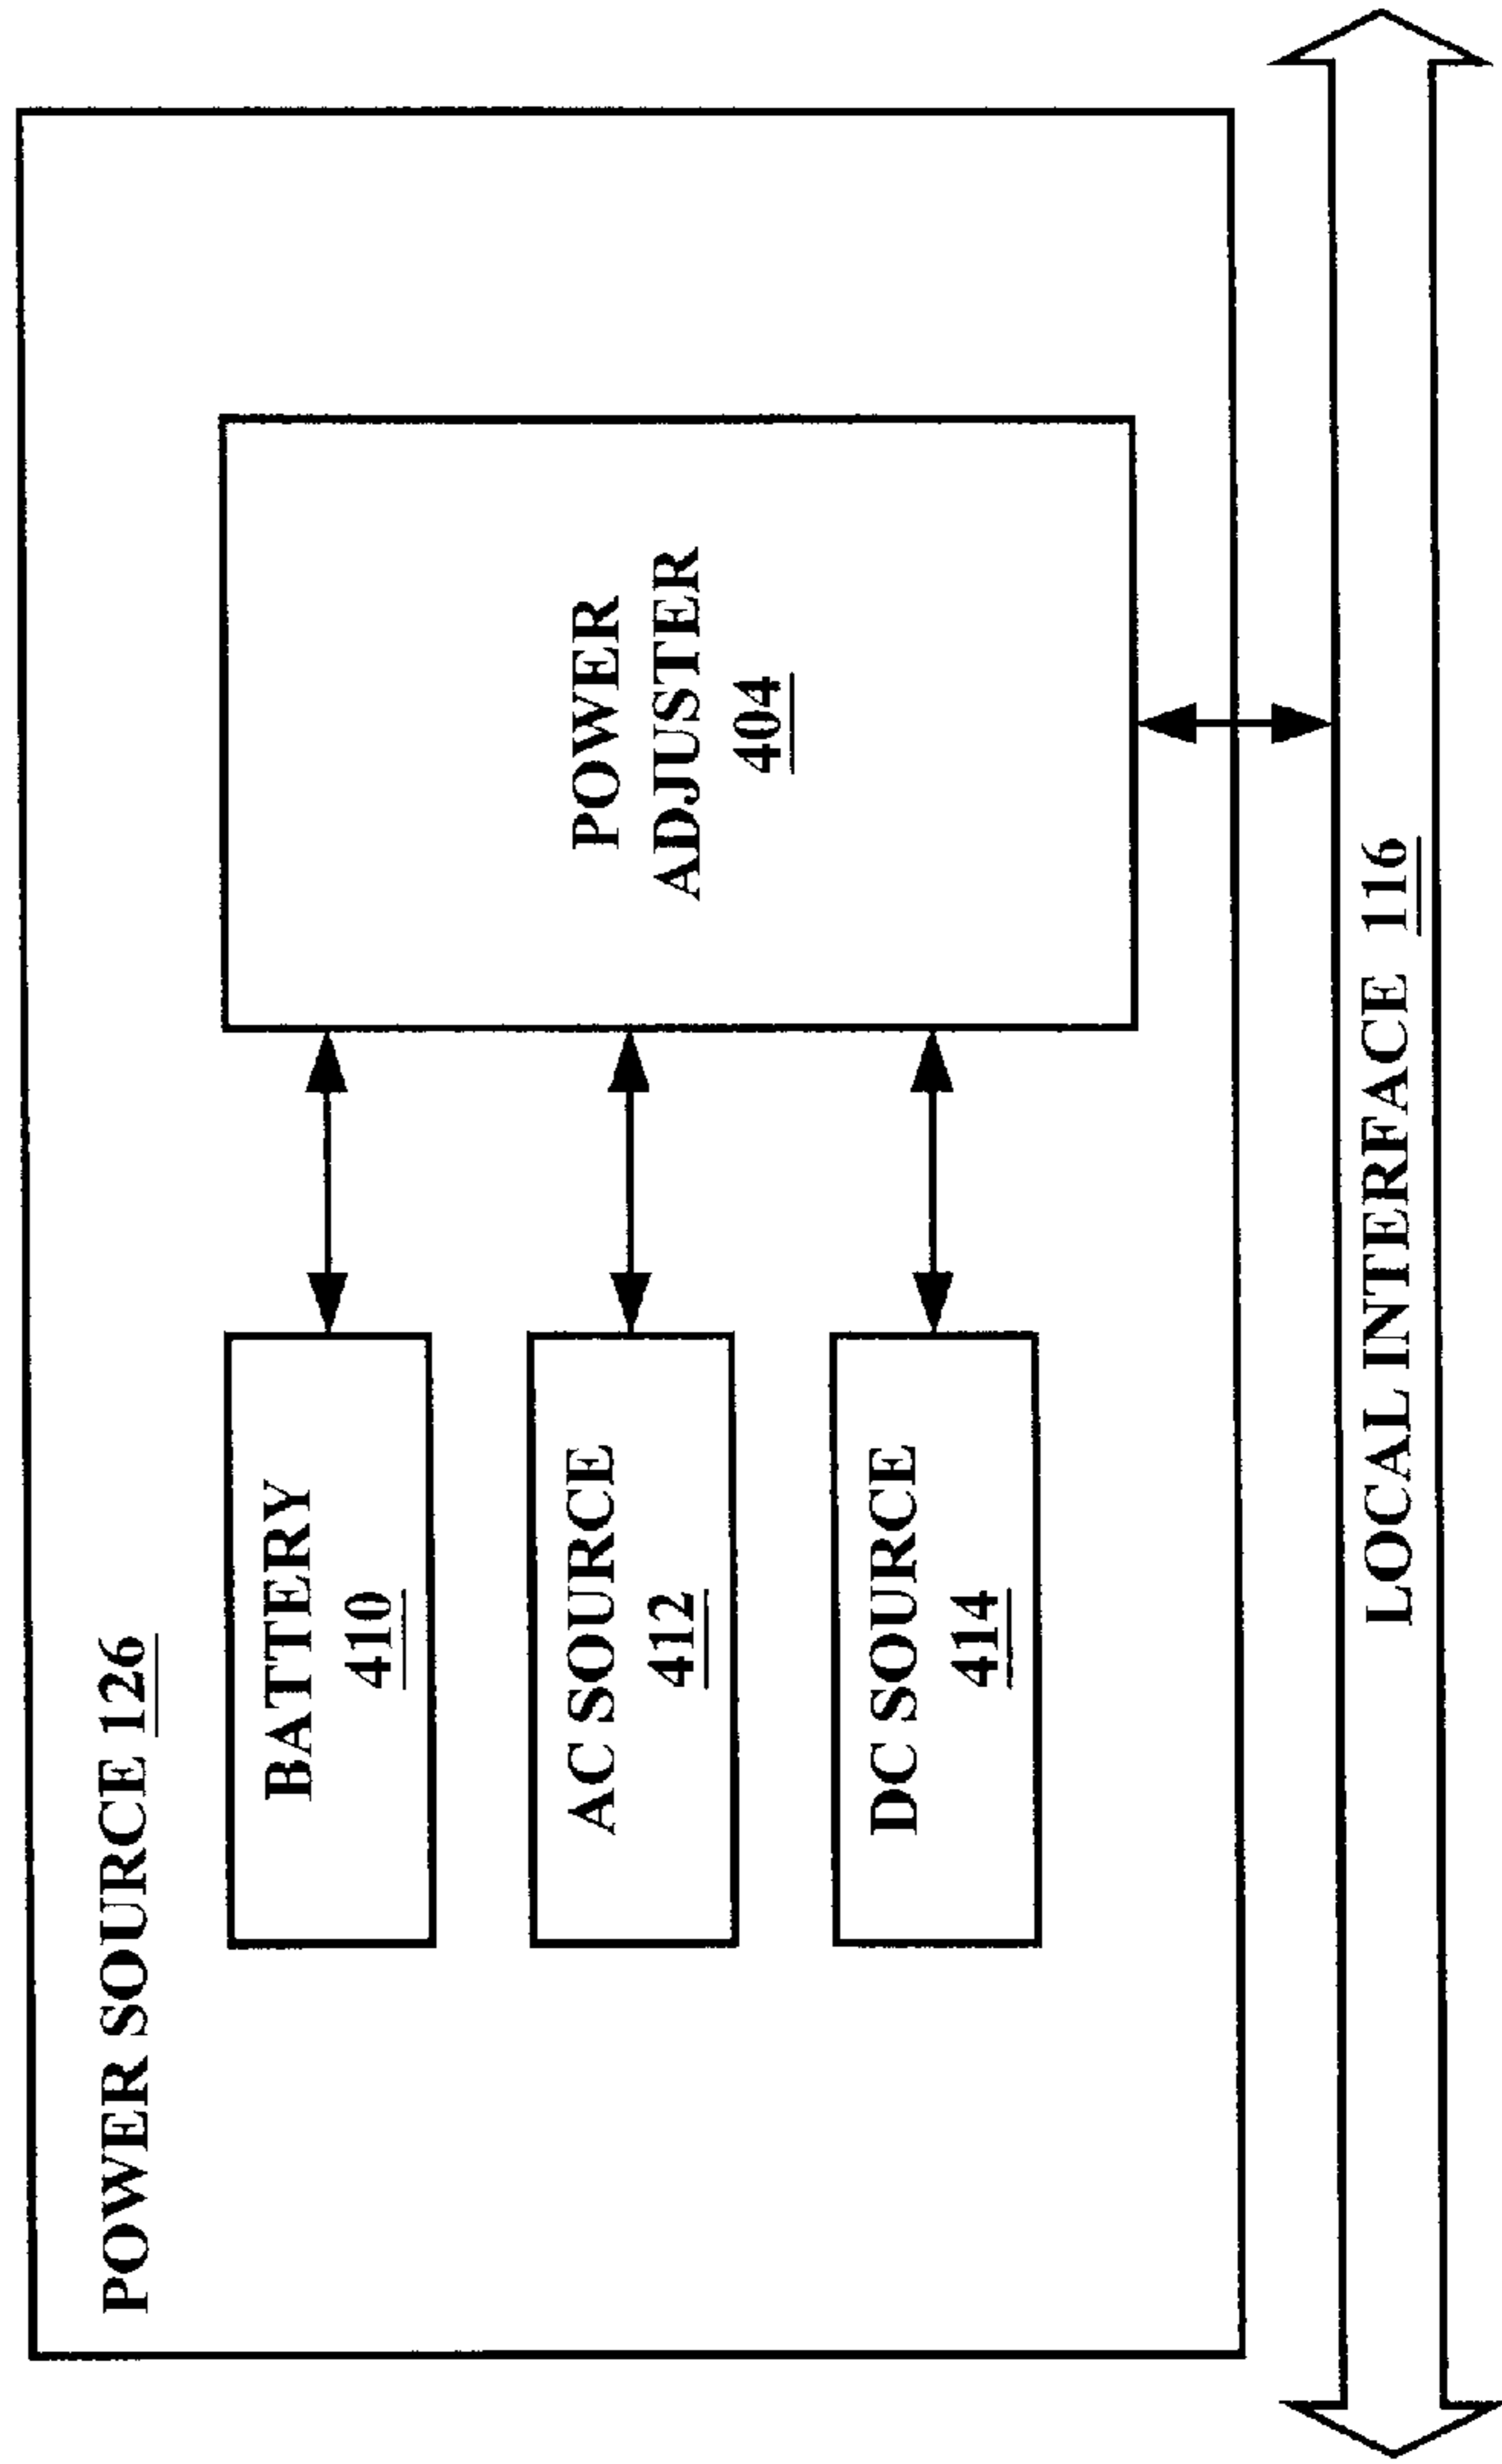 POWER SOURCE 126
BATTERY
410
AC SOURCE
412
DC SOURCE
414
POWER
ADJUSTER
404
LOCAL INTERFACE 116